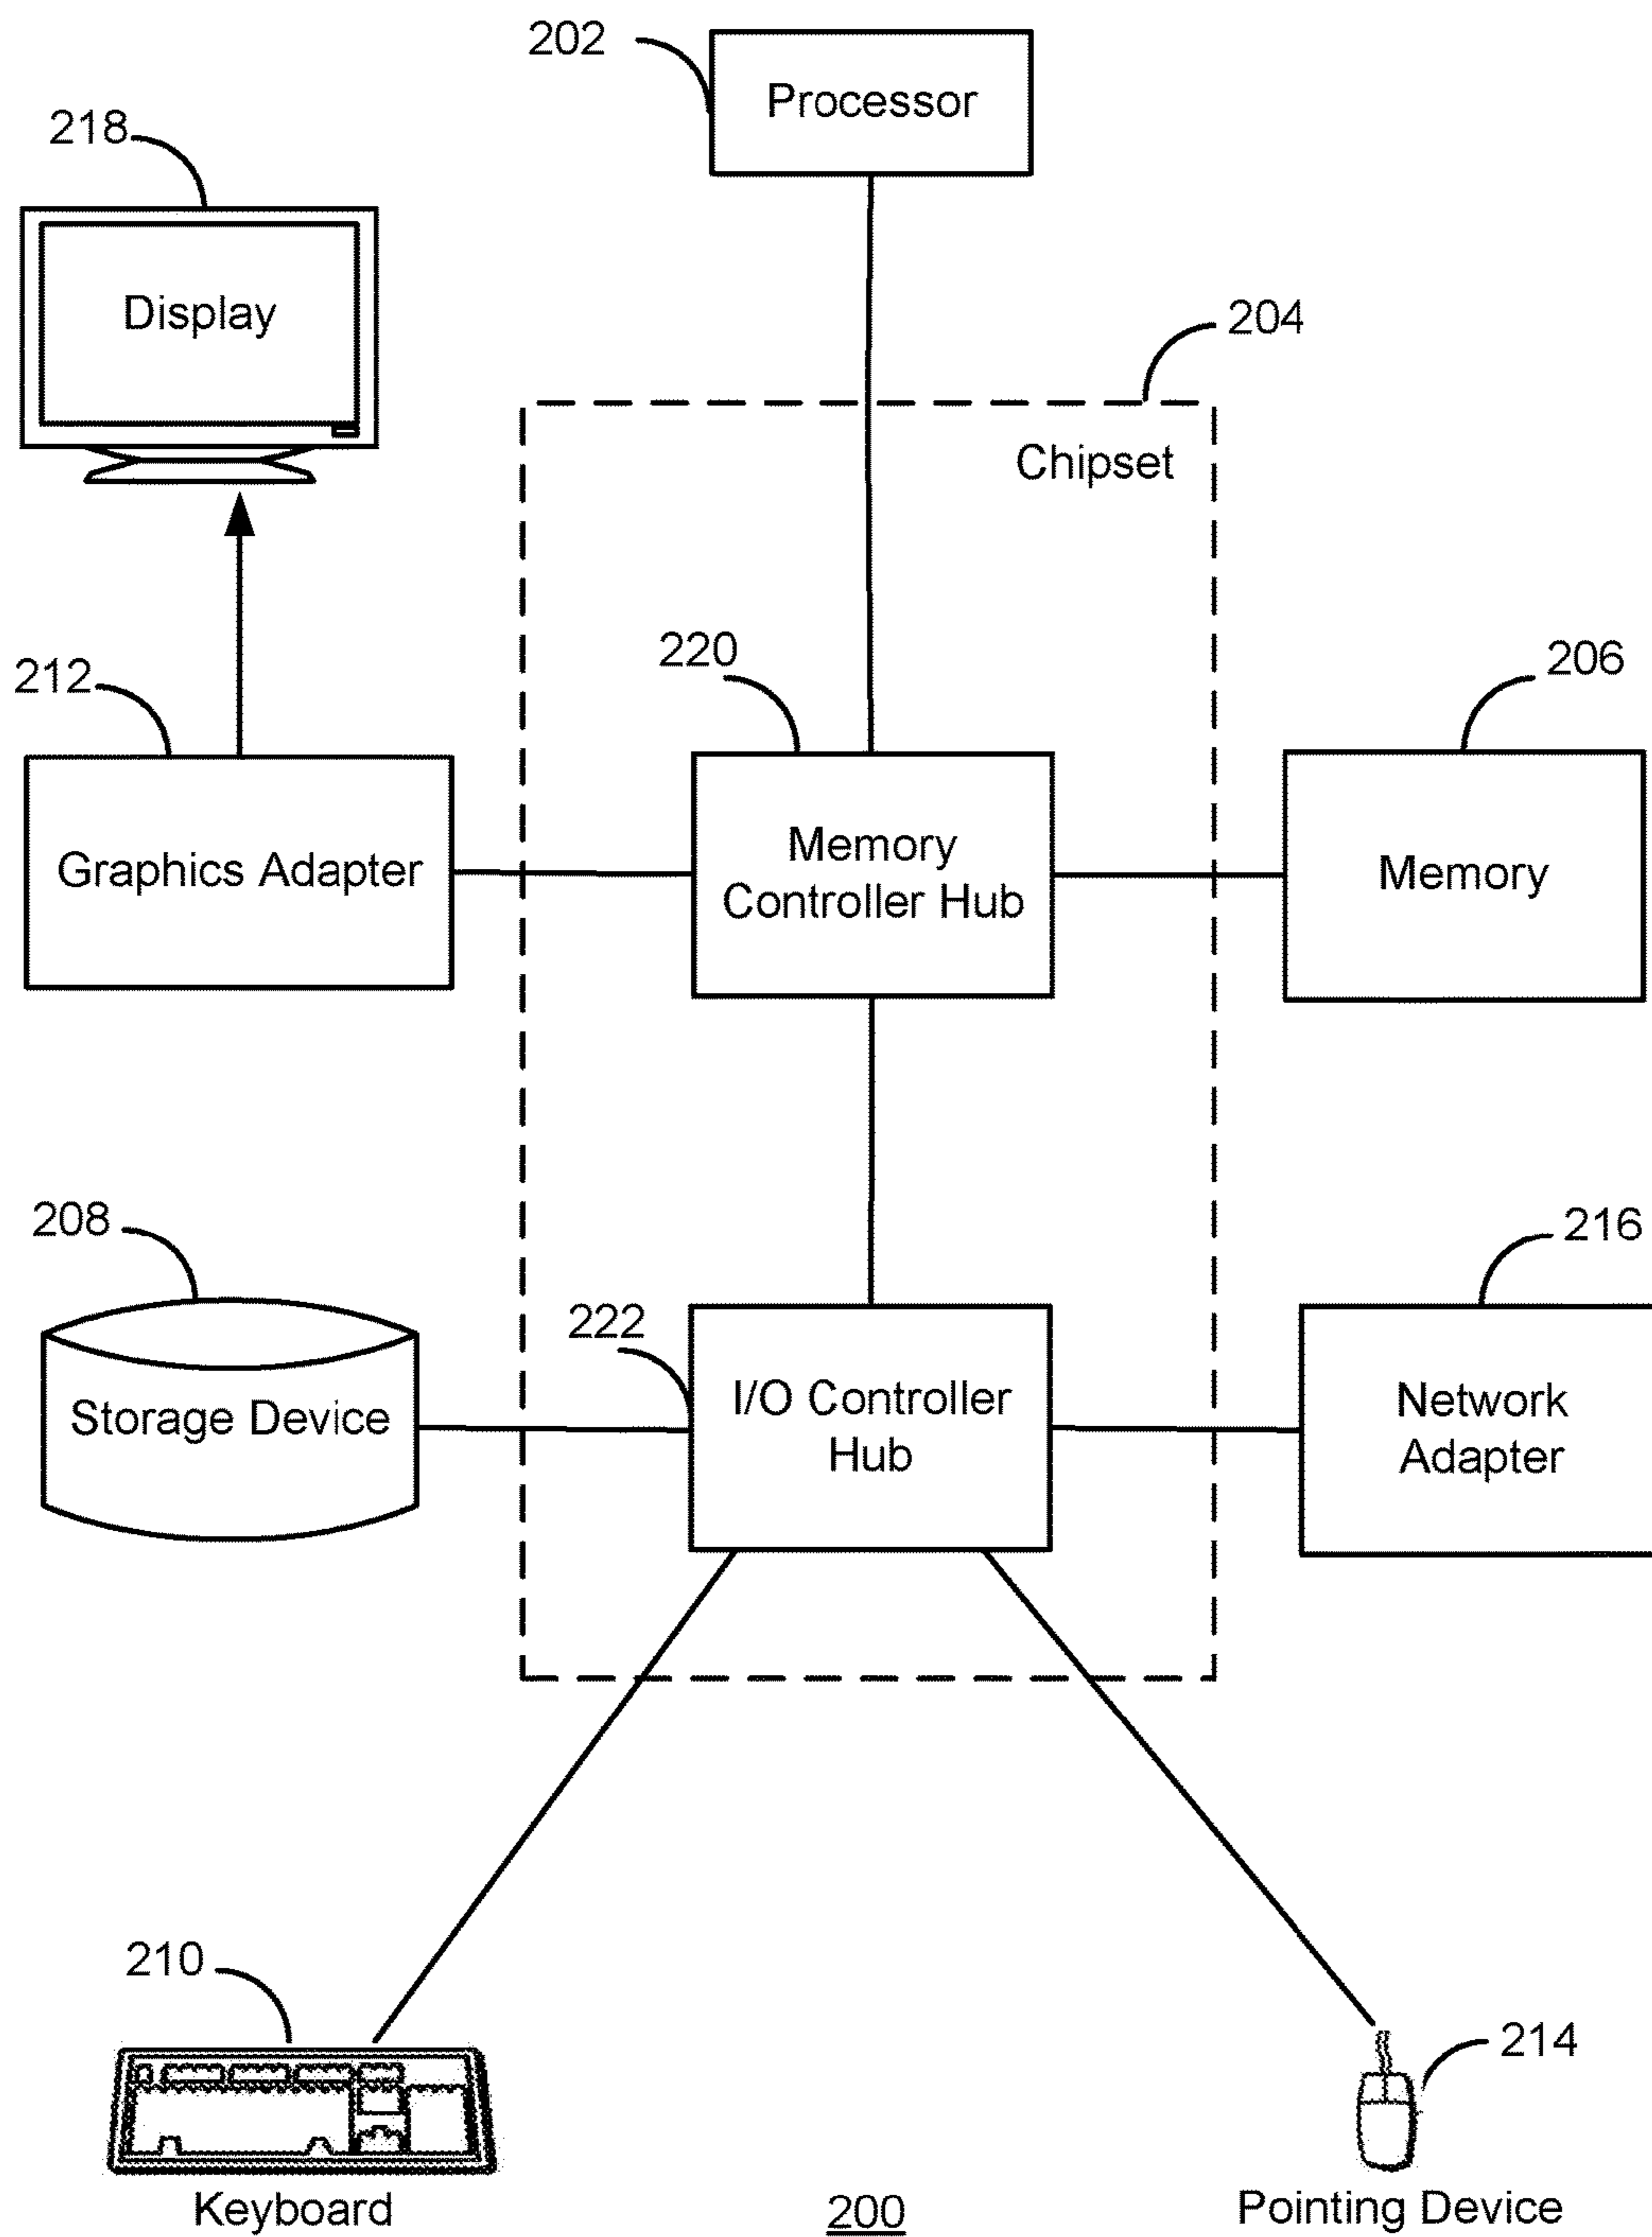 202
Processor
218
Display
204
Chipset
220
206
212
Memory
Controller Hub
Graphics Adapter
Memory
208
216
222
I/O Controller
Hub
Storage Device
Network
Adapter
210
214
Keyboard
200
Pointing Device